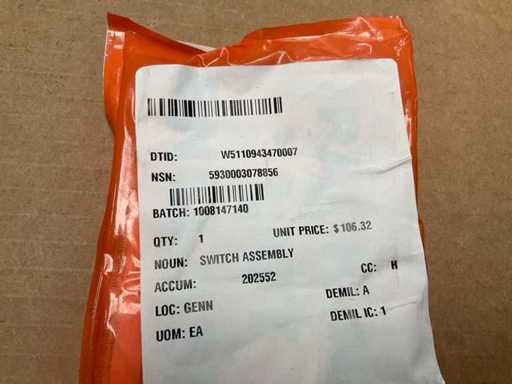 DTID: W5110943470007
NSN: 5930003078856
BATCH: 1008147140
QTY: 1 UNIT PRICE: $106.32
NOUN: SWITCH ASSEMBLY
ACCUM: 202552 CC: H
LOC: GENN DEMIL: A
UOM: EA DEMIL IC: 1